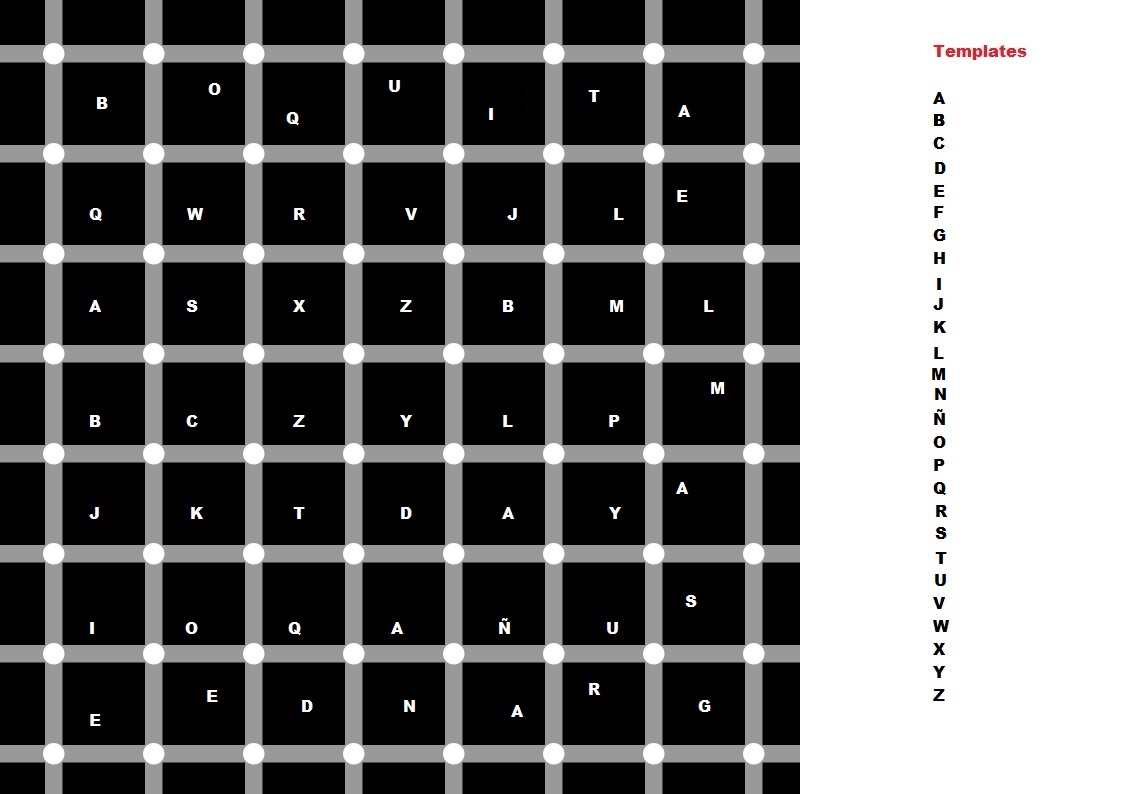 B O Q U I T A
Q W R V J L E
A S X Z B M L
B C Z Y L P M
J K T D A Y A
I O Q A Ñ U S
E E D N A R G
Templates
A
B
C
D
E
F
G
H
I
J
K
L
M
N
Ñ
O
P
Q
R
S
T
U
V
W
X
Y
Z